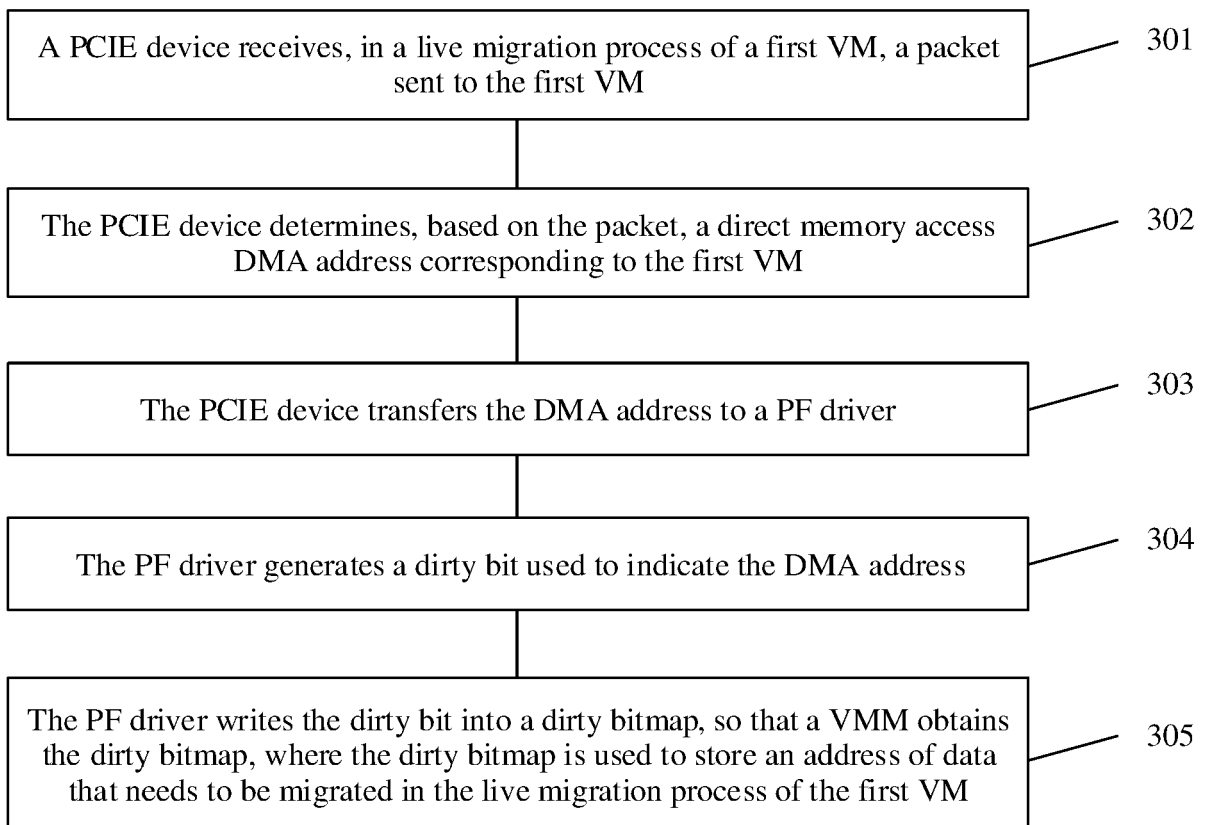 A PCIE device receives, in a live migration process of a first VM, a packet
sent to the first VM
301
The PCIE device determines, based on the packet, a direct memory access
DMA address corresponding to the first VM
302
The PCIE device transfers the DMA address to a PF driver
303
The PF driver generates a dirty bit used to indicate the DMA address
304
The PF driver writes the dirty bit into a dirty bitmap, so that a VMM obtains
the dirty bitmap, where the dirty bitmap is used to store an address of data
that needs to be migrated in the live migration process of the first VM
305